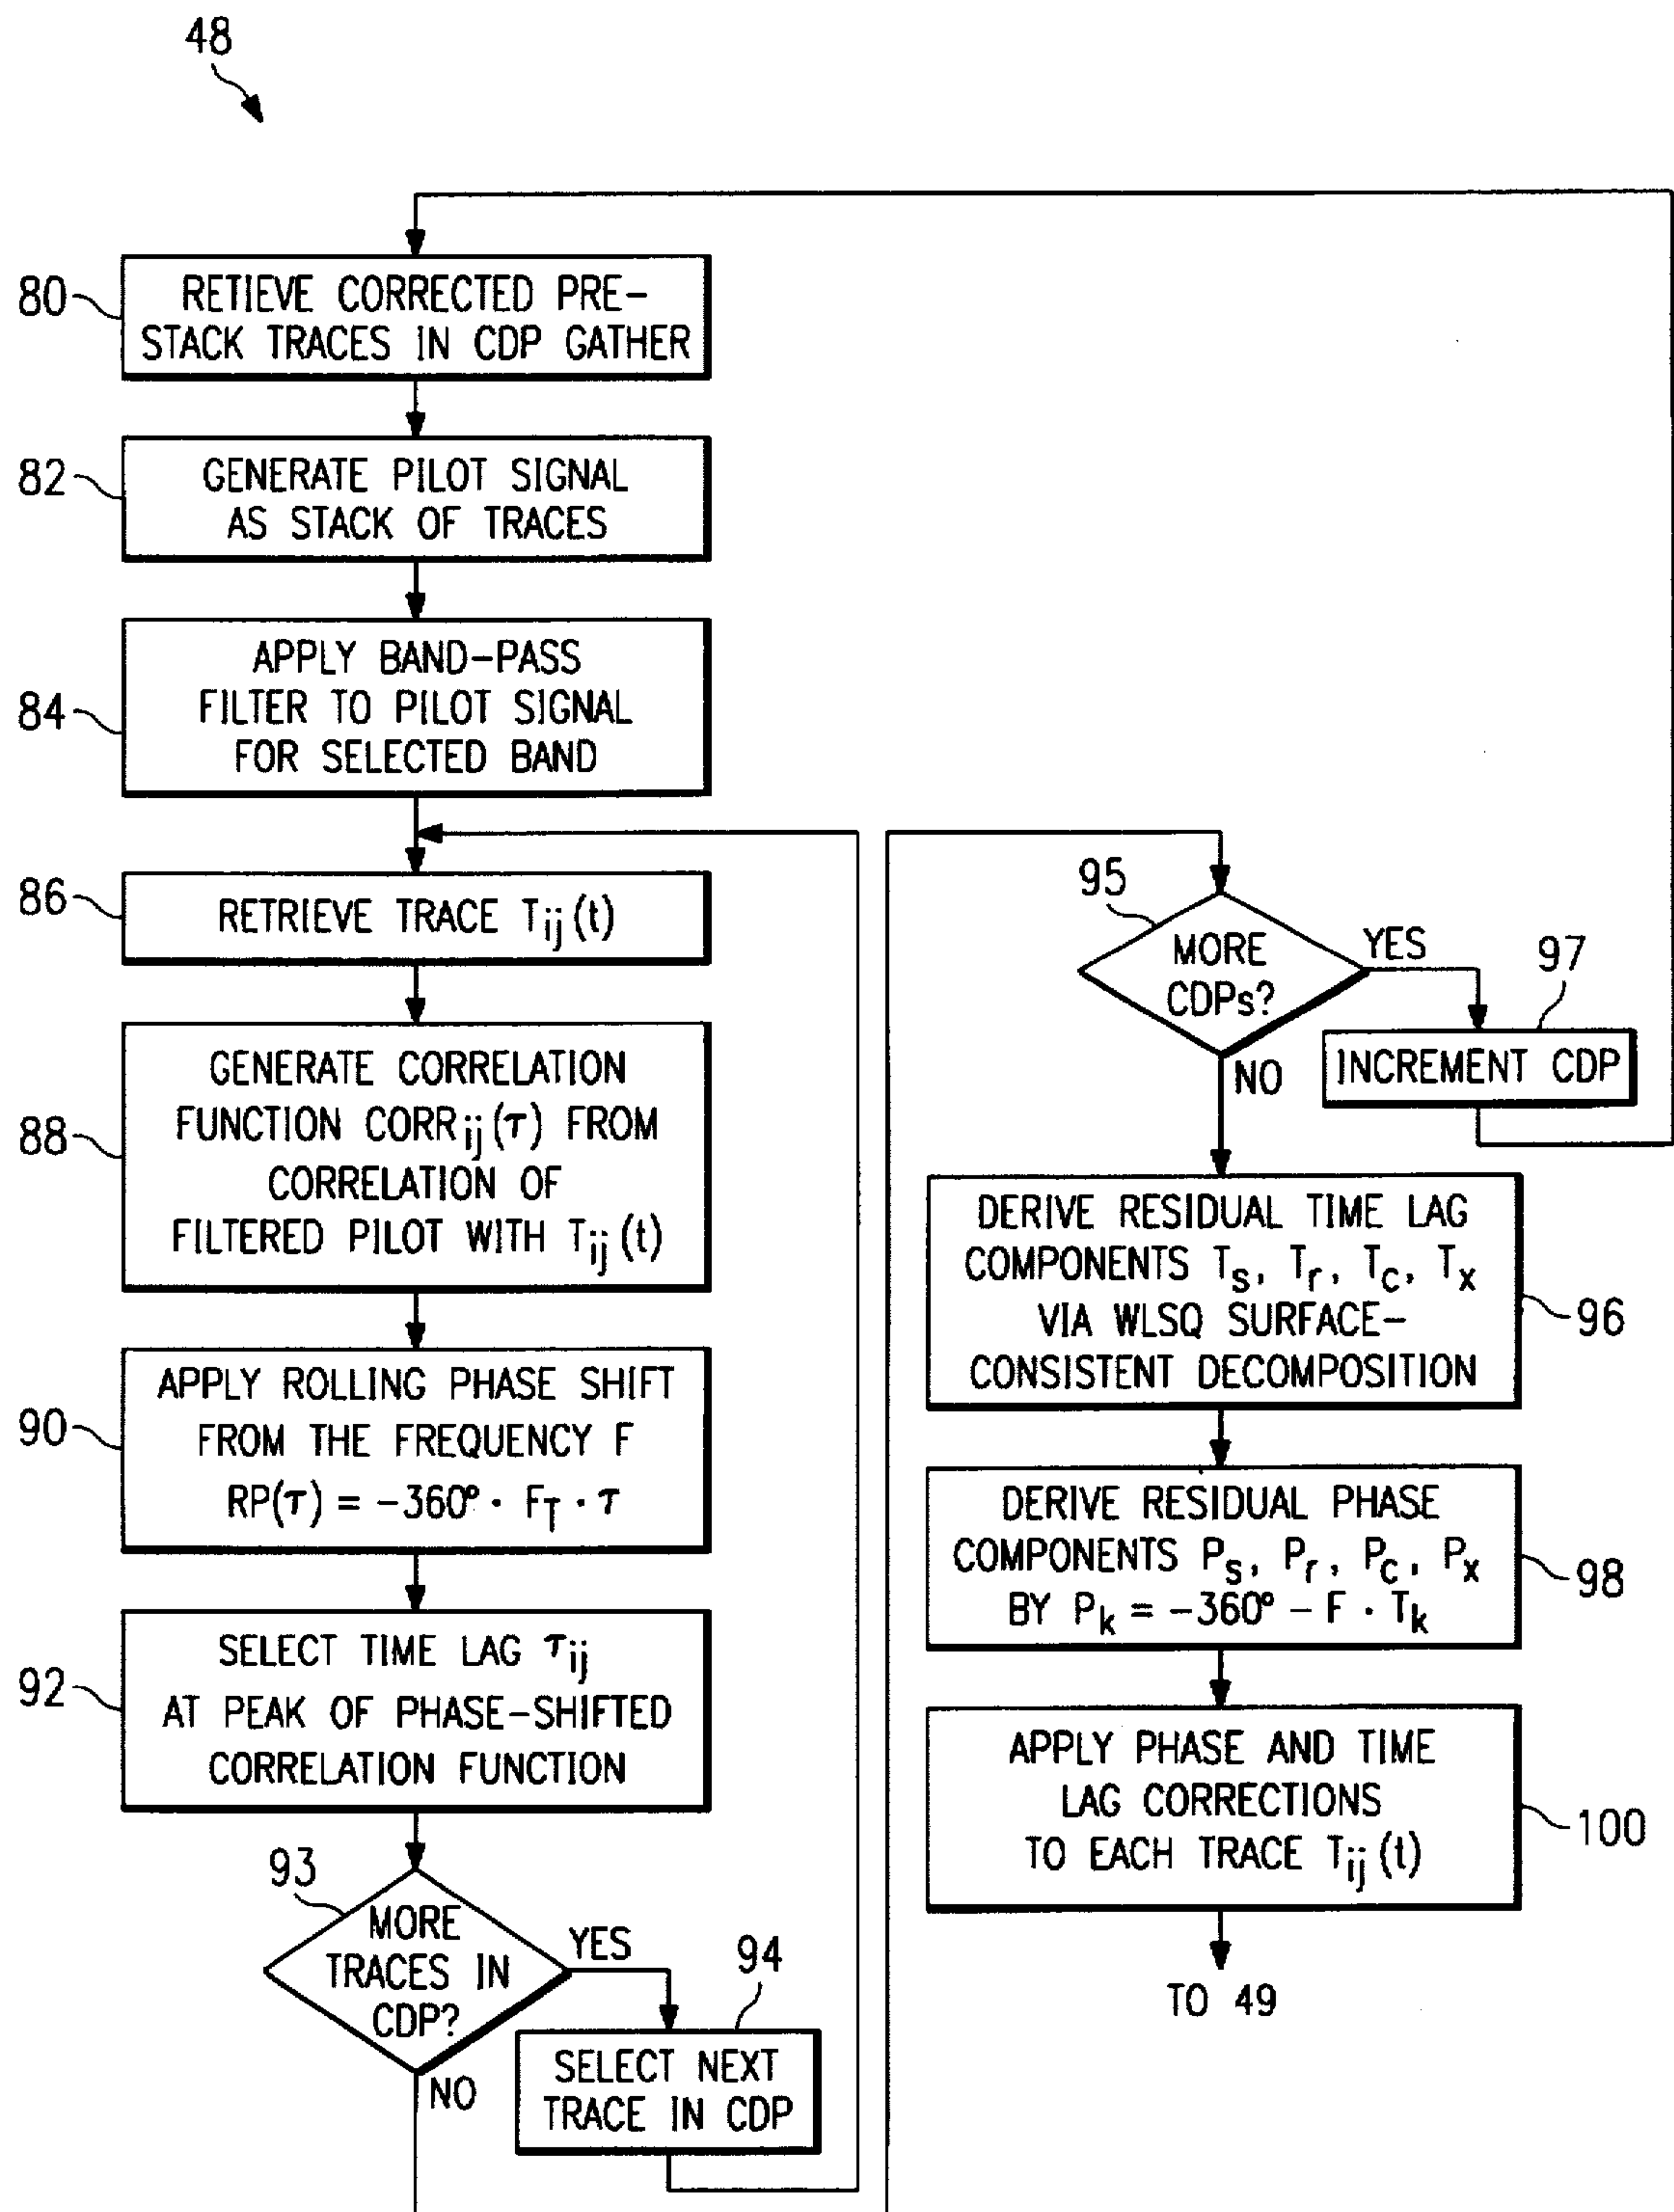 48
80
RETIEVE CORRECTED PRE-
STACK TRACES IN CDP GATHER
82
GENERATE PILOT SIGNAL
AS STACK OF TRACES
84
APPLY BAND-PASS
FILTER TO PILOT SIGNAL
FOR SELECTED BAND
86
RETRIEVE TRACE Tij(t)
88
GENERATE CORRELATION
FUNCTION CORRij(τ) FROM
CORRELATION OF
FILTERED PILOT WITH Tij(t)
90
APPLY ROLLING PHASE SHIFT
FROM THE FREQUENCY F
RP(τ) = -360° · FT · τ
92
SELECT TIME LAG τij
AT PEAK OF PHASE-SHIFTED
CORRELATION FUNCTION
93
MORE
TRACES IN
CDP?
YES
NO
94
SELECT NEXT
TRACE IN CDP
95
MORE
CDPs?
YES
NO
97
INCREMENT CDP
DERIVE RESIDUAL TIME LAG
COMPONENTS Ts, Tr, Tc, Tx
VIA WLSQ SURFACE-
CONSISTENT DECOMPOSITION
96
DERIVE RESIDUAL PHASE
COMPONENTS Ps, Pr, Pc, Px
BY Pk = -360° - F · Tk
98
APPLY PHASE AND TIME
LAG CORRECTIONS
TO EACH TRACE Tij(t)
100
TO 49